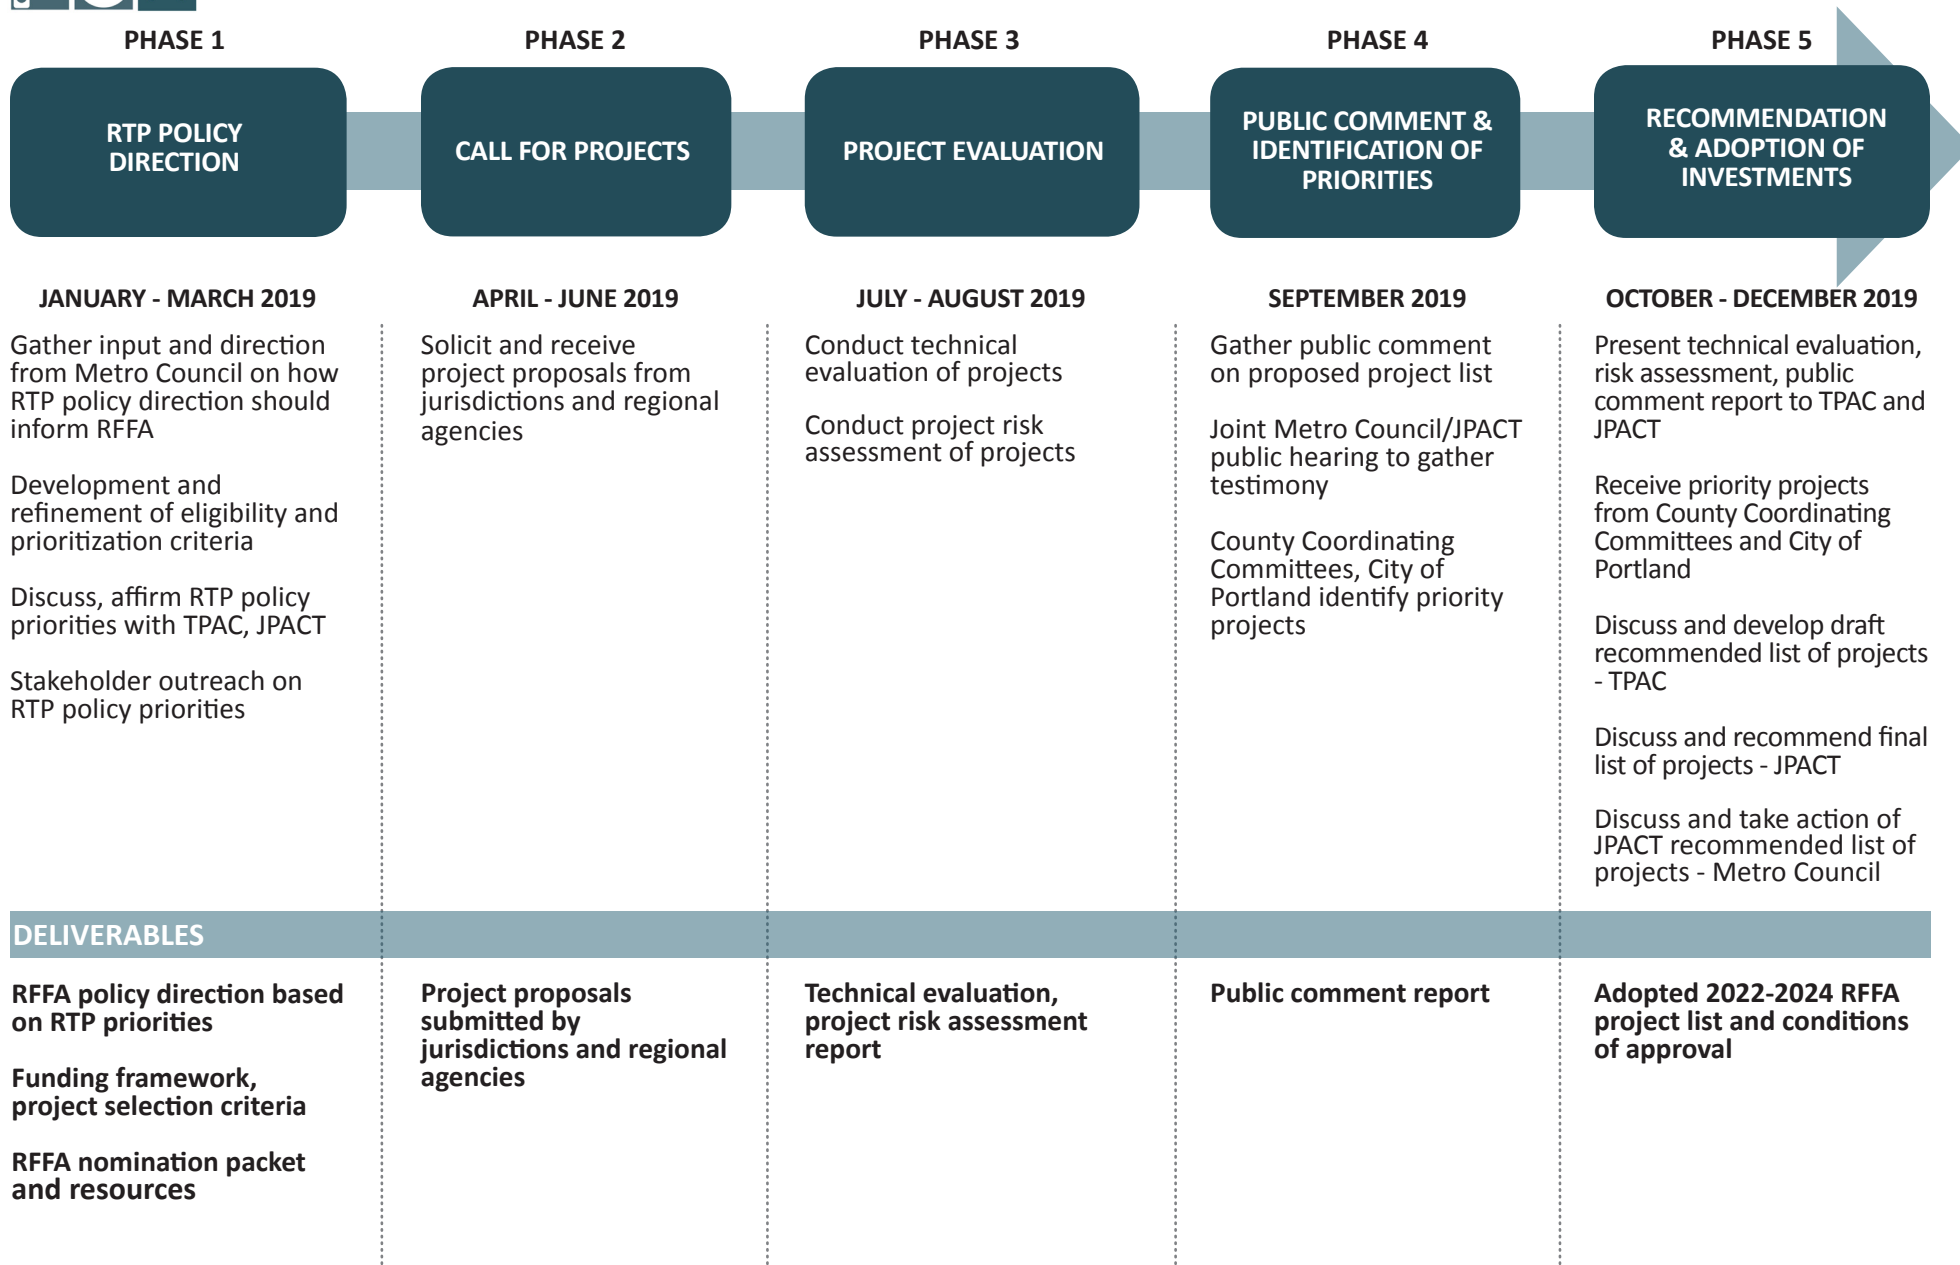 PHASE 1
RTP POLICY
DIRECTION
JANUARY - MARCH 2019
Gather input and direction
from Metro Council on how
RTP policy direction should
inform RFFA
Development and
refinement of eligibility and
prioritization criteria
Discuss, affirm RTP policy
priorities with TPAC, JPACT
Stakeholder outreach on
RTP policy priorities
PHASE 2
CALL FOR PROJECTS
APRIL - JUNE 2019
Solicit and receive
project proposals from
jurisdictions and regional
agencies
PHASE 3
PROJECT EVALUATION
JULY - AUGUST 2019
Conduct technical
evaluation of projects
Conduct project risk
assessment of projects
PHASE 4
PUBLIC COMMENT &
IDENTIFICATION OF
PRIORITIES
SEPTEMBER 2019
Gather public comment
on proposed project list
Joint Metro Council/JPACT
public hearing to gather
testimony
County Coordinating
Committees, City of
Portland identify priority
projects
PHASE 5
RECOMMENDATION
& ADOPTION OF
INVESTMENTS
OCTOBER - DECEMBER 2019
Present technical evaluation,
risk assessment, public
comment report to TPAC and
JPACT
Receive priority projects
from County Coordinating
Committees and City of
Portland
Discuss and develop draft
recommended list of projects
- TPAC
Discuss and recommend final
list of projects - JPACT
Discuss and take action of
JPACT recommended list of
projects - Metro Council
DELIVERABLES
RFFA policy direction based
on RTP priorities
Funding framework,
project selection criteria
RFFA nomination packet
and resources
Project proposals
submitted by
jurisdictions and regional
agencies
Technical evaluation,
project risk assessment
report
Public comment report
Adopted 2022-2024 RFFA
project list and conditions
of approval